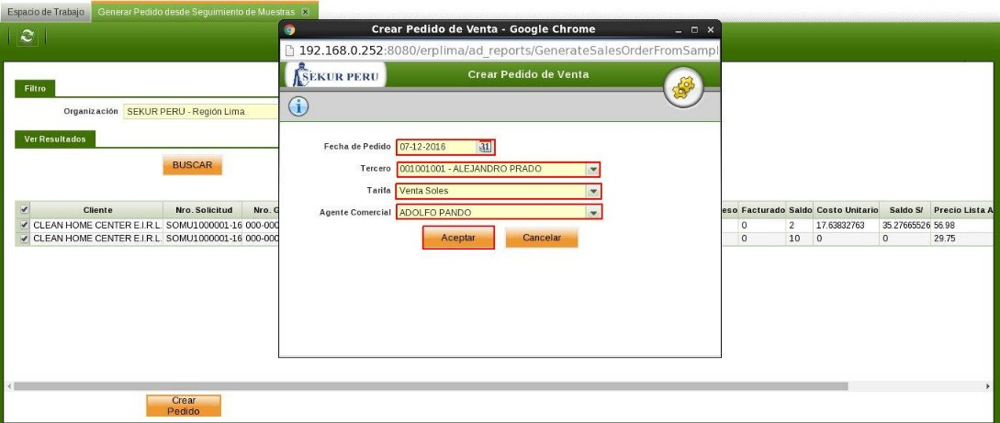 Espacio de Trabajo Generar Pedido desde Seguimiento de Muestras
Crear Pedido de Venta - Google Chrome
192.168.0.252:8080/erplima/ad_reports/GenerateSalesOrderFromSampl
SEKUR PERU Crear Pedido de Venta
Filtro
Organización SEKUR PERU - Región Lima
Ver Resultados
BUSCAR
Fecha de Pedido 07-12-2016 31
Tercero 001001001 - ALEJANDRO PRADO
Tarifa Venta Soles
Agente Comercial ADOLFO PANDO
Aceptar Cancelar
Cliente Nro. Solicitud Nro. G eso Facturado Saldo Costo Unitario Saldo S/ Precio Lista A
CLEAN HOME CENTER E.I.R.L. SOMU1000001-16 000-000 0 2 17.63832763 35.27665526 56.98
CLEAN HOME CENTER E.I.R.L. SOMU1000001-16 000-000 0 10 0 0 29.75
Crear
Pedido